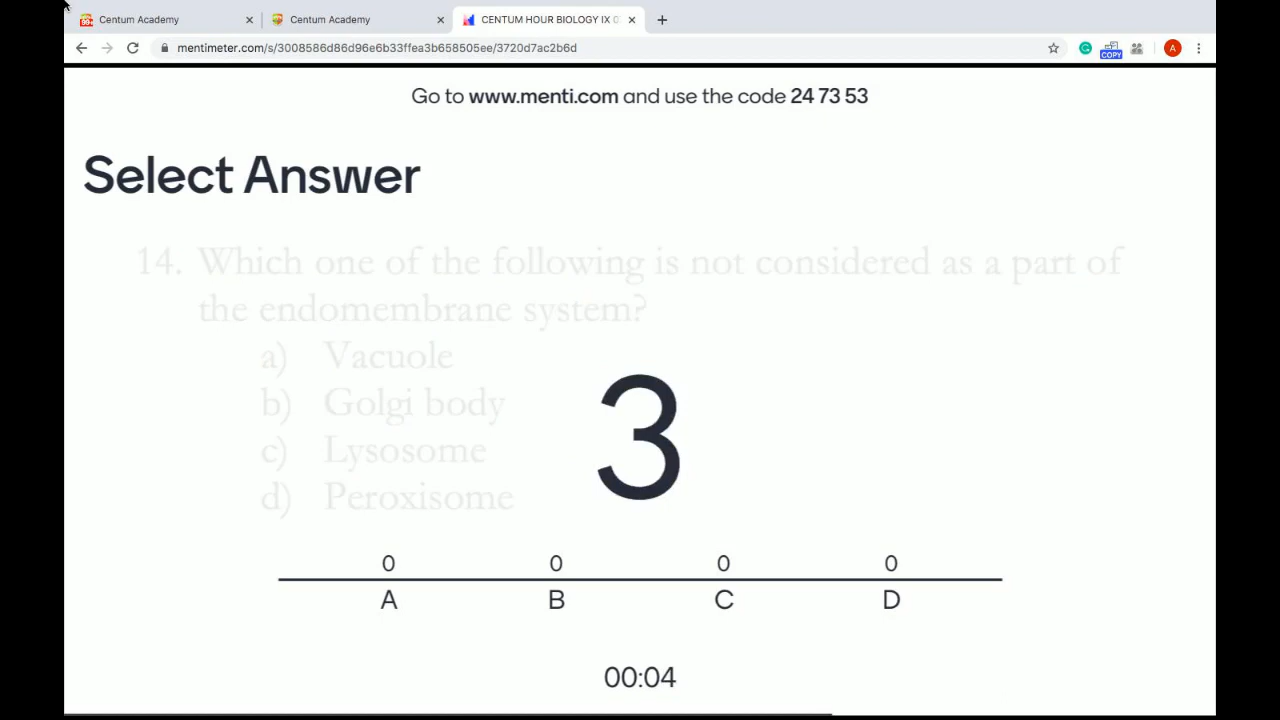 Centum Academy
Centum Academy
CENTUM HOUR BIOLOGY IX
mentimeter.com/s/3008586d86d96e6b33ffea3b658505ee/3720d7ac2b6d
COPY
A
Go to www.menti.com and use the code 24 73 53
Select Answer
14. Which one of the following is not considered as a part of
the endomembrane system?
a) Vacuole
b) Golgi body
c) Lysosome
d) Peroxisome
3
0 0 0 0
A B C D
00:04